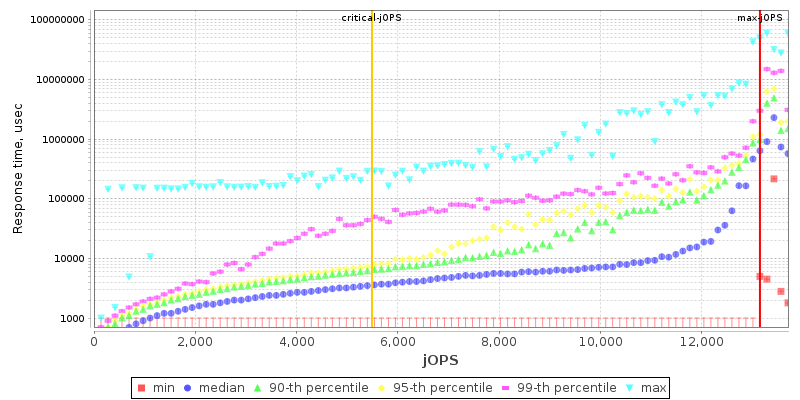 critical-jOPS
max-jOPS
100000000
10000000
1000000
100000
10000
1000
Response time, usec
0
2,000
4,000
6,000
8,000
10,000
12,000
jOPS
min
median
90-th percentile
95-th percentile
99-th percentile
max